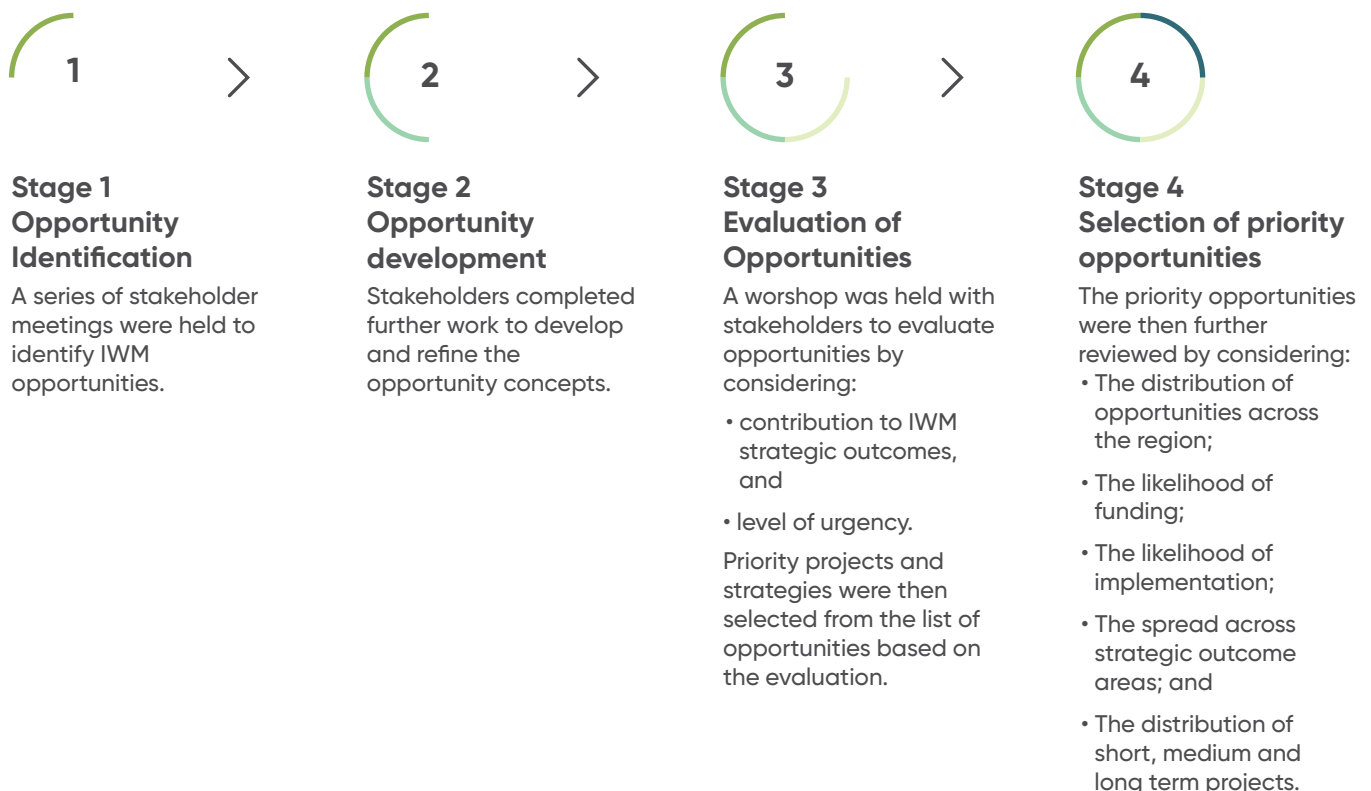 1
2
3
4
Stage 1
Opportunity
Identification
A series of stakeholder
meetings were held to
identify IWM
opportunities.
Stage 2
Opportunity
development
Stakeholders completed
further work to develop
and refine the
opportunity concepts.
Stage 3
Evaluation of
Opportunities
A worshop was held with
stakeholders to evaluate
opportunities by
considering:
• contribution to IWM
strategic outcomes,
and
• level of urgency.
Priority projects and
strategies were then
selected from the list of
opportunities based on
the evaluation.
Stage 4
Selection of priority
opportunities
The priority opportunities
were then further
reviewed by considering:
• The distribution of
opportunities across
the region;
• The likelihood of
funding;
• The likelihood of
implementation;
• The spread across
strategic outcome
areas; and
• The distribution of
short, medium and
long term projects.